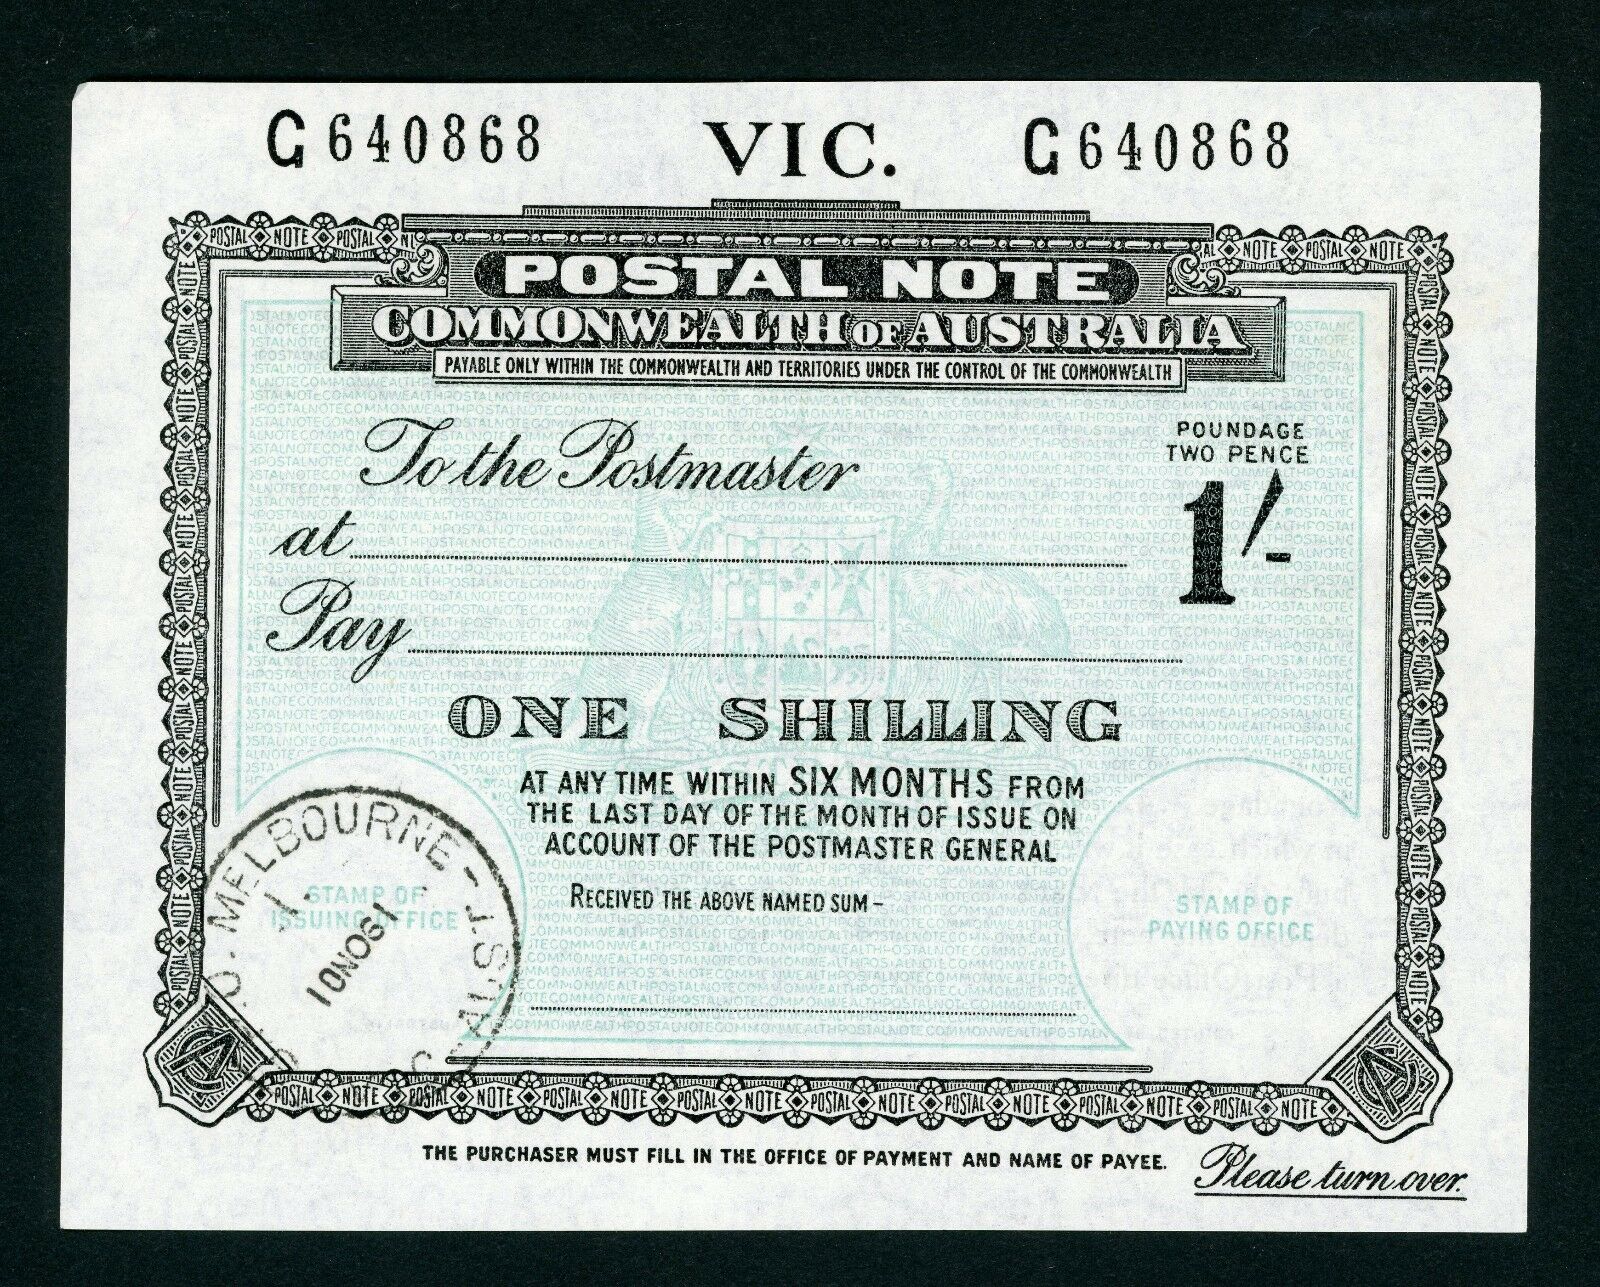 G640868 VIC. G640868
POSTAL NOTE
COMMONWEALTH OF AUSTRALIA
PAYABLE ONLY WITHIN THE COMMONWEALTH AND TERRITORIES UNDER THE CONTROL OF THE COMMONWEALTH
POUNDAGE
TWO PENCE
1/-
To the Postmaster
at
Pay
ONE SHILLING
AT ANY TIME WITHIN SIX MONTHS FROM
THE LAST DAY OF THE MONTH OF ISSUE ON
ACCOUNT OF THE POSTMASTER GENERAL
RECEIVED THE ABOVE NAMED SUM-
STAMP OF
ISSUING OFFICE
MELBOURNE
10NO61
STAMP OF
PAYING OFFICE
THE PURCHASER MUST FILL IN THE OFFICE OF PAYMENT AND NAME OF PAYEE.
Please turn over.